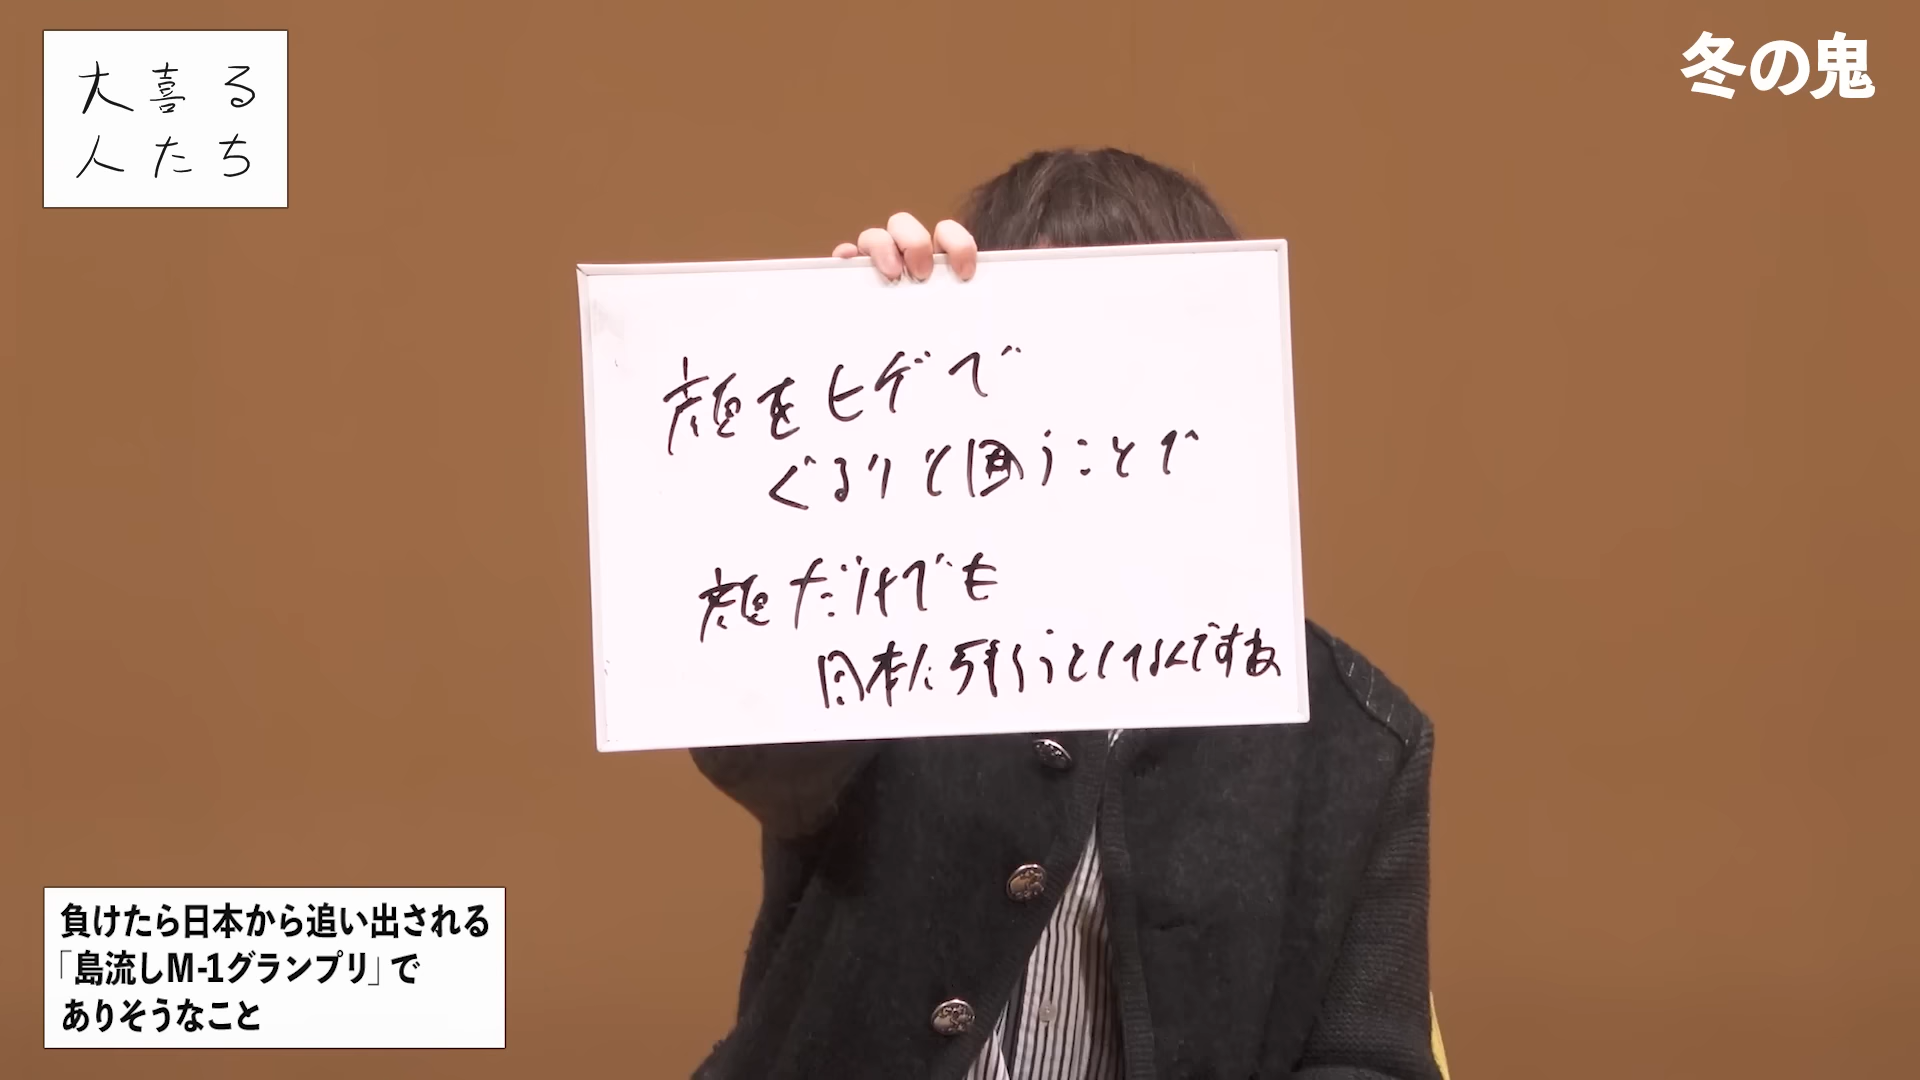 大喜る
人たち
冬の鬼
顔をヒゲで
ぐるりと囲うことで
顔だけでも
日本に残ろうとしてるんですね
負けたら日本から追い出される
「島流しM-1グランプリ」で
ありそうなこと